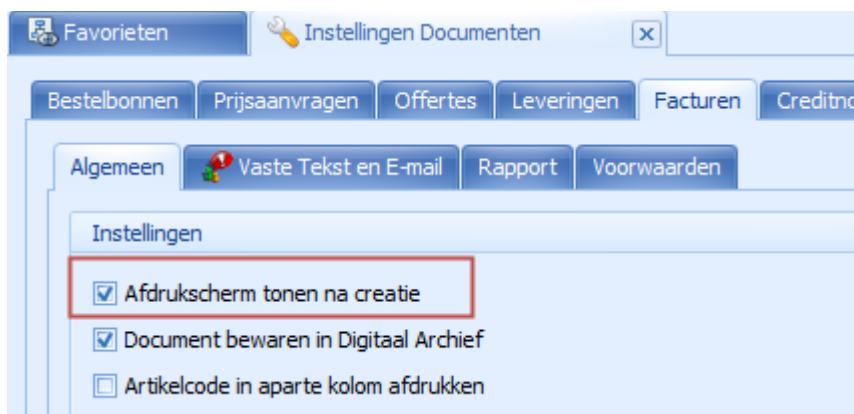 Favorieten Instellingen Documenten
Bestelbonnen Prijsaanvragen Offertes Leveringen Facturen Creditno
Algemeen Vaste Tekst en E-mail Rapport Voorwaarden
Instellingen
Afdrukscherm tonen na creatie
Document bewaren in Digitaal Archief
Artikelcode in aparte kolom afdrukken